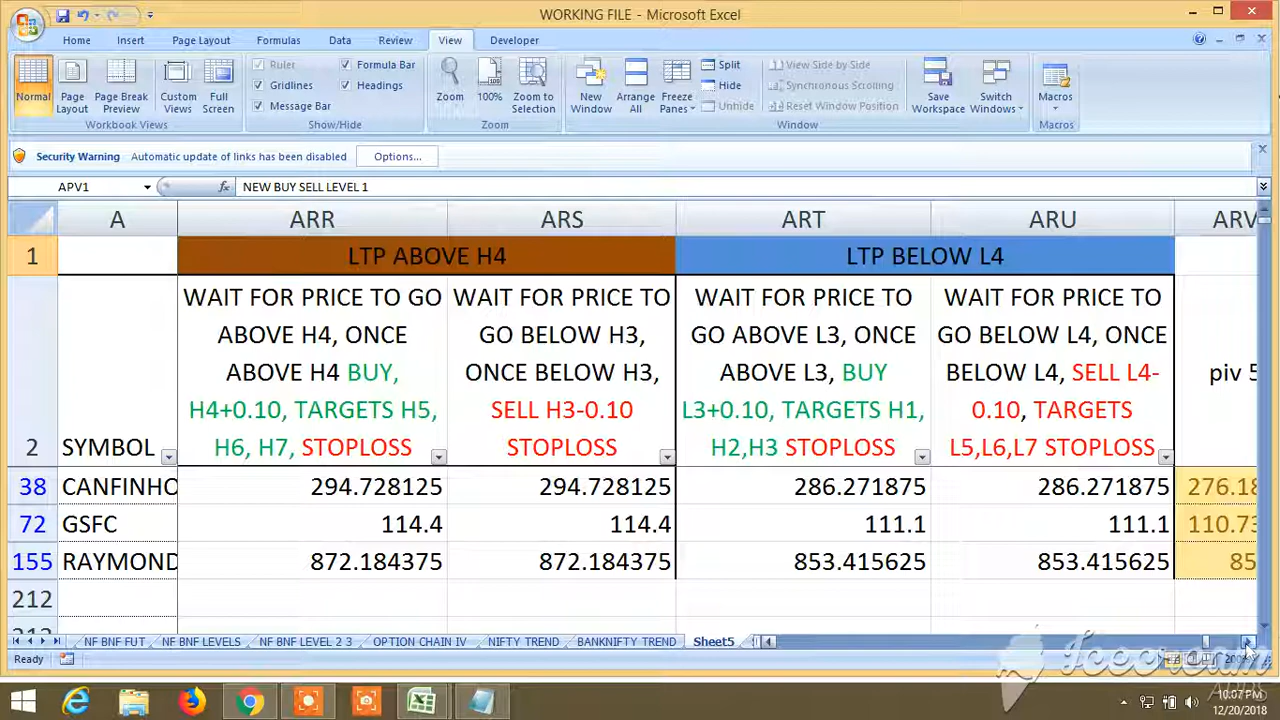 WORKING FILE - Microsoft Excel
Home Insert Page Layout Formulas Data Review View Developer
Normal
Page Layout
Page Break Preview
Custom Views
Full Screen
Workbook Views
Ruler
Gridlines
Message Bar
Formula Bar
Headings
Show/Hide
Zoom
100%
Zoom to Selection
Zoom
New Window
Arrange All
Freeze Panes
Split
Hide
Unhide
View Side by Side
Synchronous Scrolling
Reset Window Position
Window
Save Workspace
Switch Windows
Macros
Macros
Security Warning Automatic update of links has been disabled Options...
APV1 fx NEW BUY SELL LEVEL 1
A ARR ARS ART ARU ARV
1 LTP ABOVE H4 LTP BELOW L4
2 SYMBOL
WAIT FOR PRICE TO GO
ABOVE H4, ONCE
ABOVE H4 BUY,
H4+0.10, TARGETS H5,
H6, H7, STOPLOSS
WAIT FOR PRICE TO
GO BELOW H3,
ONCE BELOW H3,
SELL H3-0.10
STOPLOSS
WAIT FOR PRICE TO
GO ABOVE L3, ONCE
ABOVE L3, BUY
L3+0.10, TARGETS H1,
H2,H3 STOPLOSS
WAIT FOR PRICE TO
GO BELOW L4, ONCE
BELOW L4, SELL L4-
0.10, TARGETS
L5,L6,L7 STOPLOSS
piv 5
38 CANFINHO 294.728125 294.728125 286.271875 286.271875 276.18
72 GSFC 114.4 114.4 111.1 111.1 110.73
155 RAYMOND 872.184375 872.184375 853.415625 853.415625 85
212
NF BNF FUT NF BNF LEVELS NF BNF LEVEL 2 3 OPTION CHAIN IV NIFTY TREND BANKNIFTY TREND Sheet5
Ready
Icecream
APPS
10:07 PM
12/20/2018